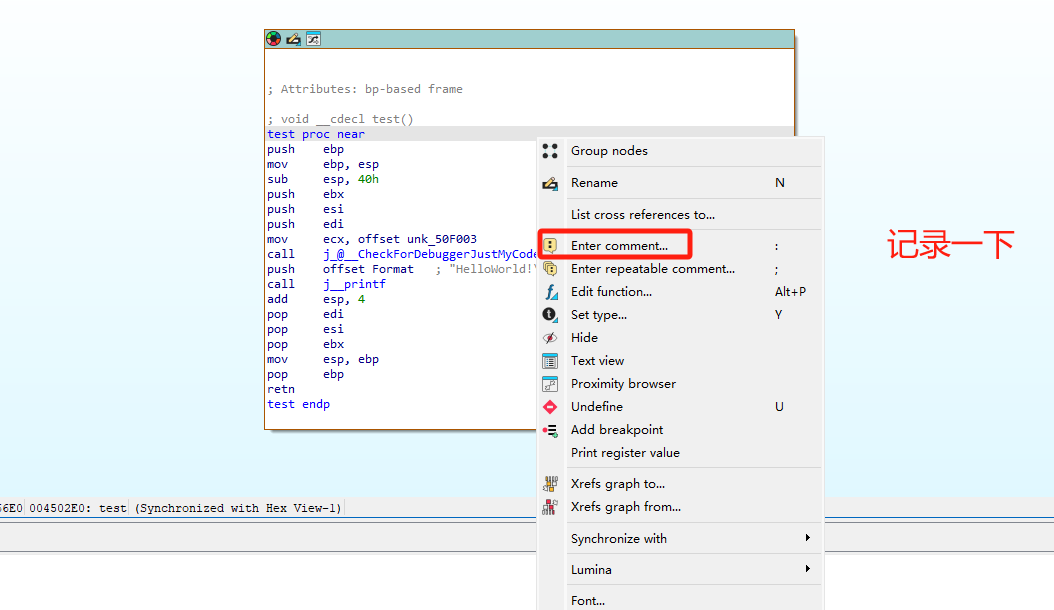 ; Attributes: bp-based frame
; void __cdecl test()
test proc near
push ebp
mov ebp, esp
sub esp, 40h
push ebx
push esi
push edi
mov ecx, offset unk_50F003
call j_@__CheckForDebuggerJustMyCode
push offset Format ; "HelloWorld!\
call j__printf
add esp, 4
pop edi
pop esi
pop ebx
mov esp, ebp
pop ebp
retn
test endp
Group nodes
Rename N
List cross references to...
Enter comment... :
Enter repeatable comment... ;
Edit function... Alt+P
Set type... Y
Hide
Text view
Proximity browser
Undefine U
Add breakpoint
Print register value
Xrefs graph to...
Xrefs graph from...
Synchronize with
Lumina
Font...
记录一下
6E0 004502E0: test (Synchronized with Hex View-1)